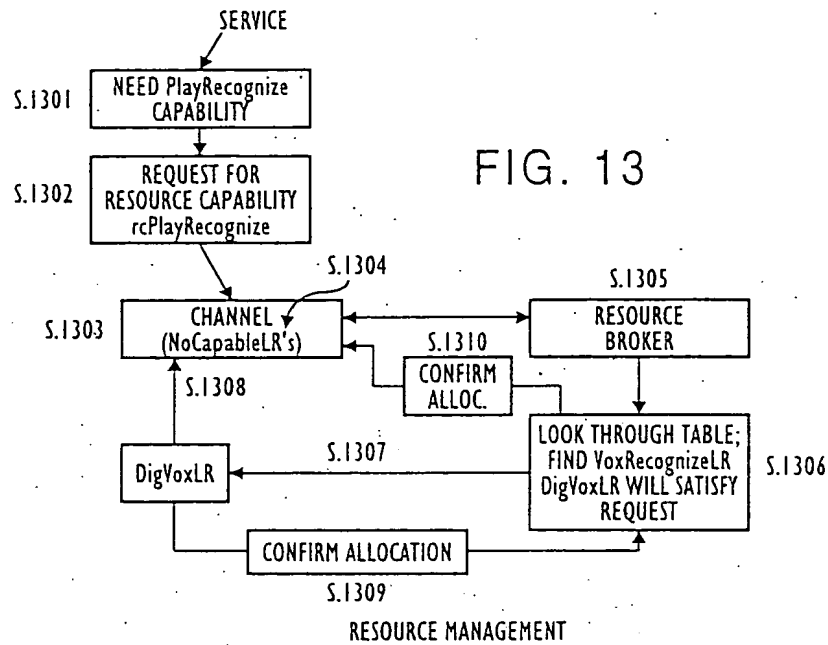 SERVICE
S.1301
NEED PlayRecognize
CAPABILITY
S.1302
REQUEST FOR
RESOURCE CAPABILITY
rcPlayRecognize
FIG. 13
S.1304
S.1305
S.1303
CHANNEL
(NoCapableLR's)
RESOURCE
BROKER
S.1310
CONFIRM
ALLOC.
S.1308
DigVoxLR
S.1307
LOOK THROUGH TABLE;
FIND VoxRecognizeLR
DigVoxLR WILL SATISFY
REQUEST
S.1306
CONFIRM ALLOCATION
S.1309
RESOURCE MANAGEMENT